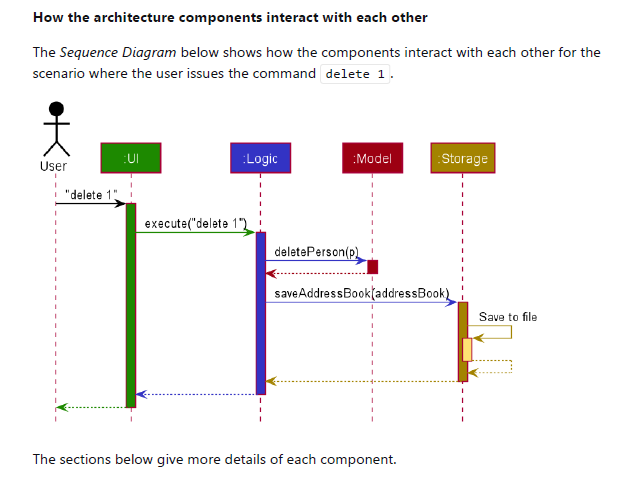 How the architecture components interact with each other
The Sequence Diagram below shows how the components interact with each other for the
scenario where the user issues the command delete 1 .
User
:UI
:Logic
:Model
:Storage
"delete 1"
execute("delete 1")
deletePerson(p)
saveAddressBook(addressBook)
Save to file
The sections below give more details of each component.